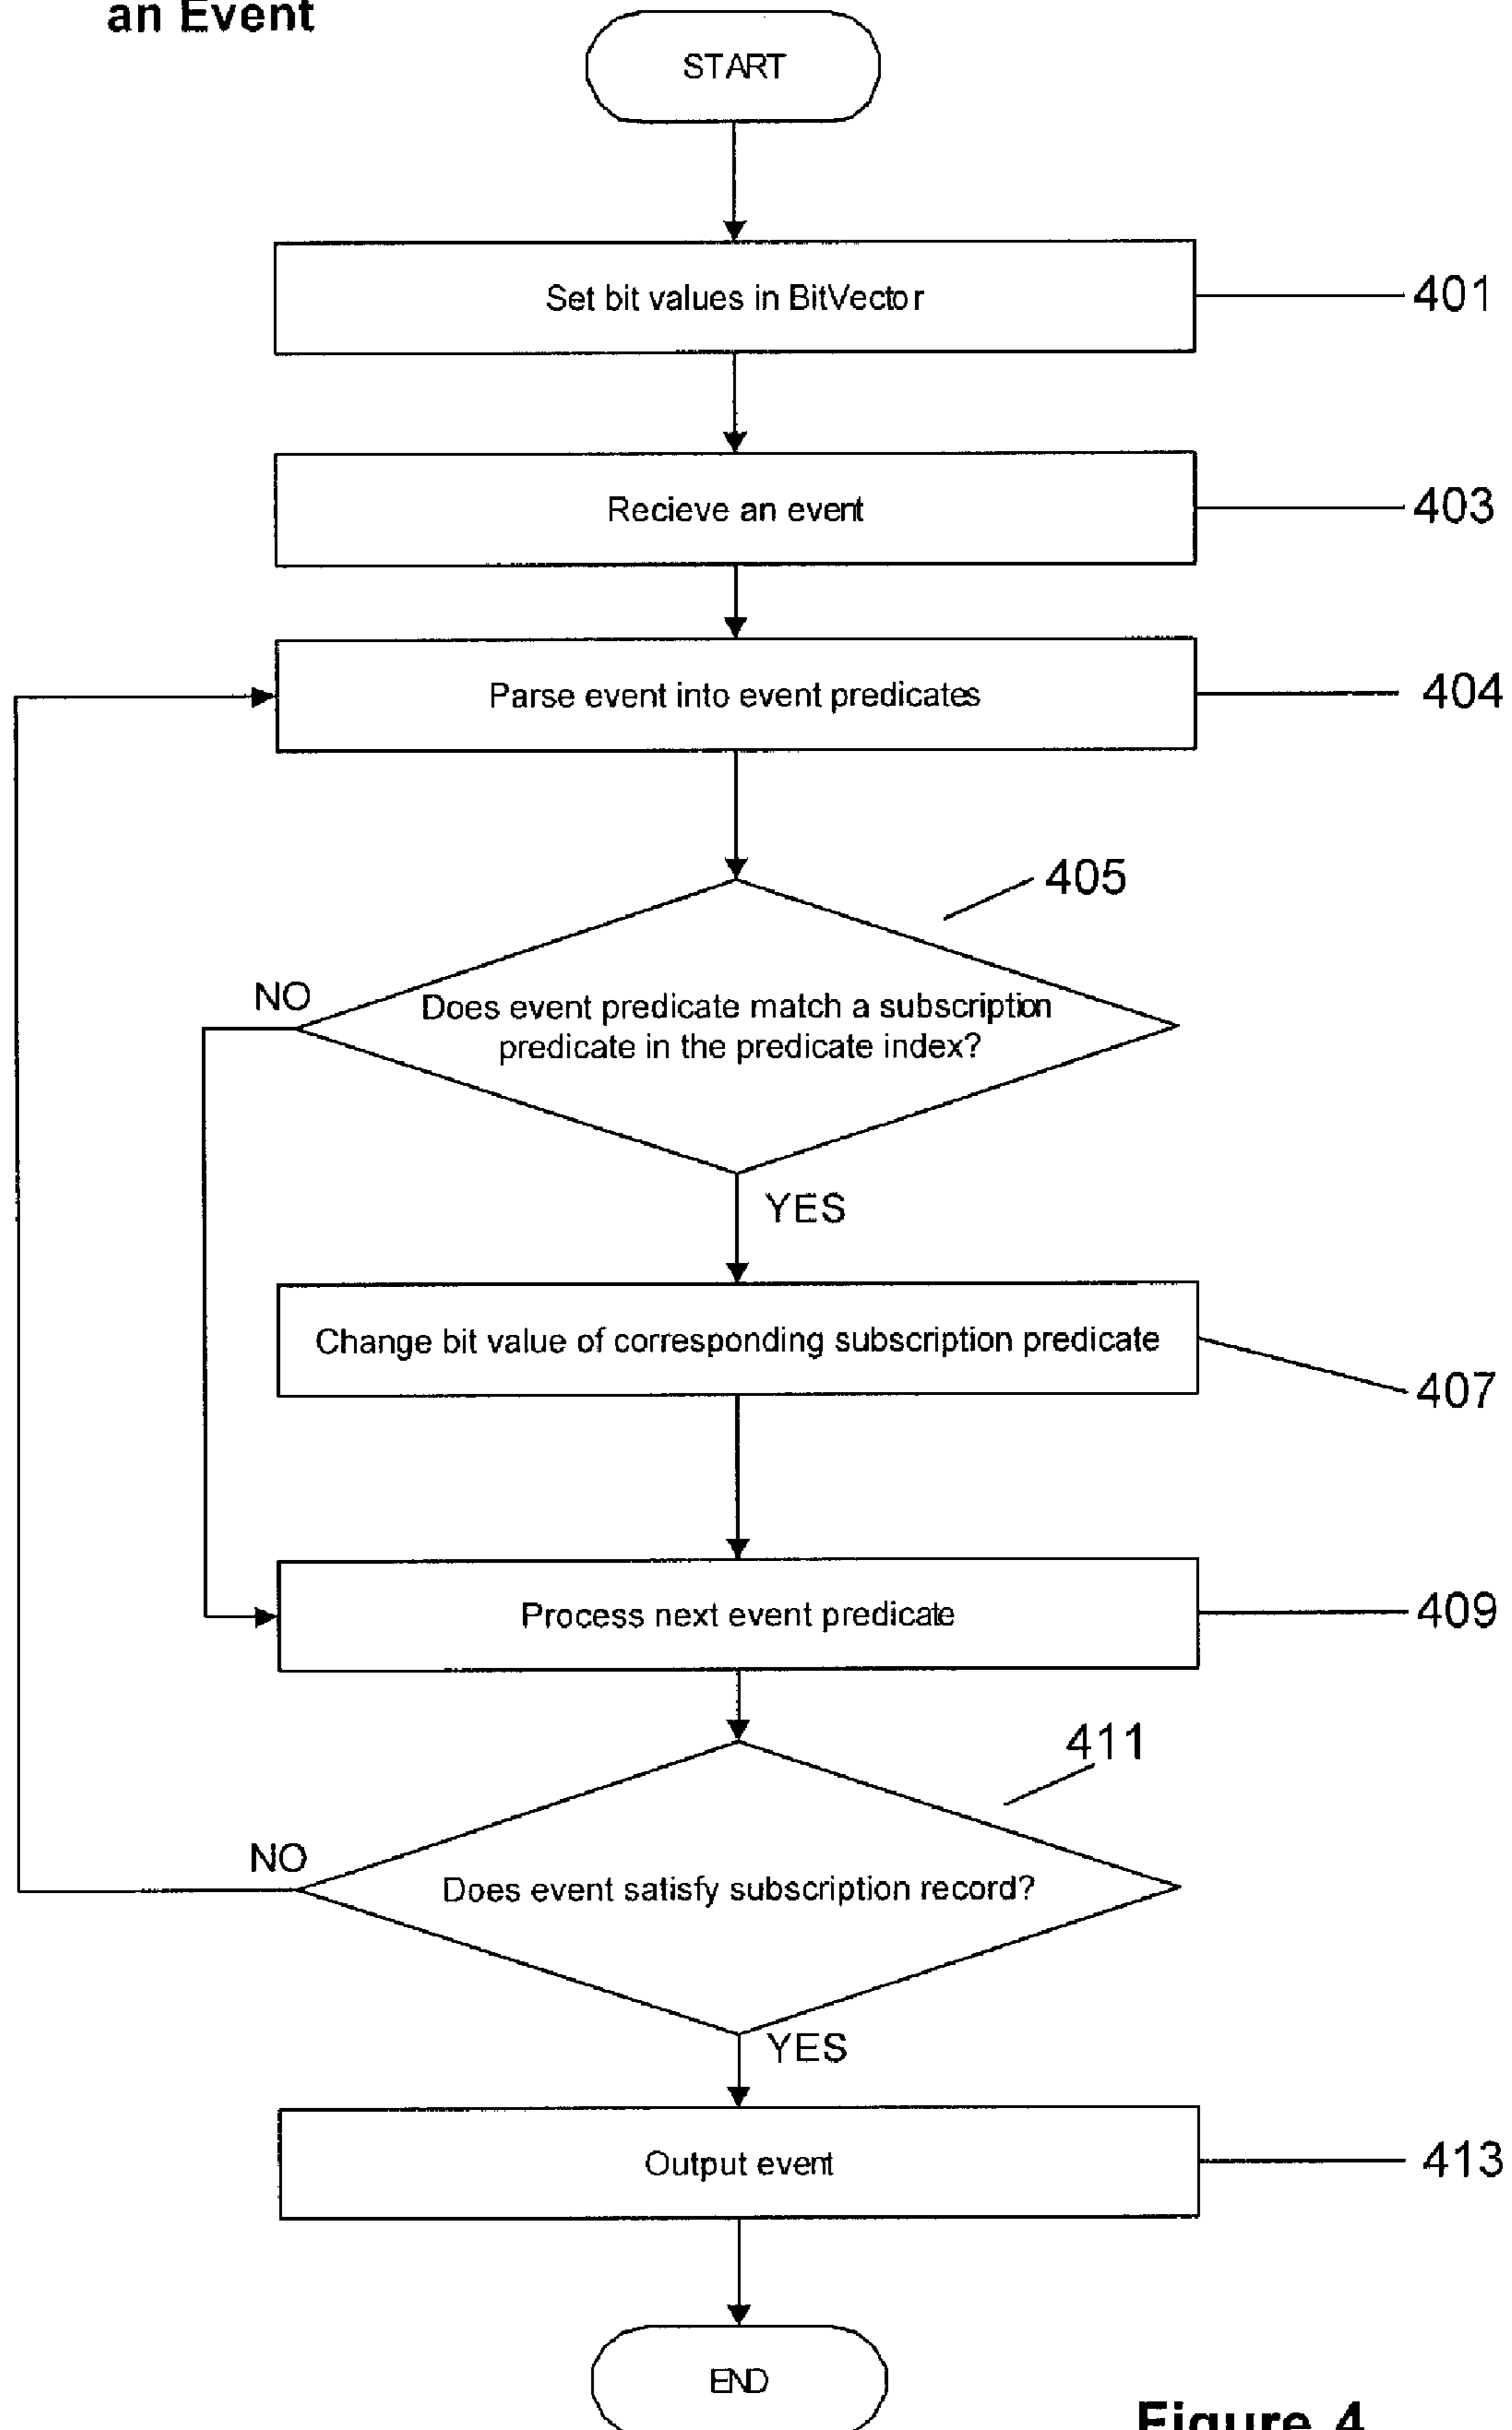 an Event
START
Set bit values in BitVector
401
Recieve an event
403
Parse event into event predicates
404
405
NO
Does event predicate match a subscription
predicate in the predicate index?
YES
Change bit value of corresponding subscription predicate
407
Process next event predicate
409
411
NO
Does event satisfy subscription record?
YES
Output event
413
END
Figure 4